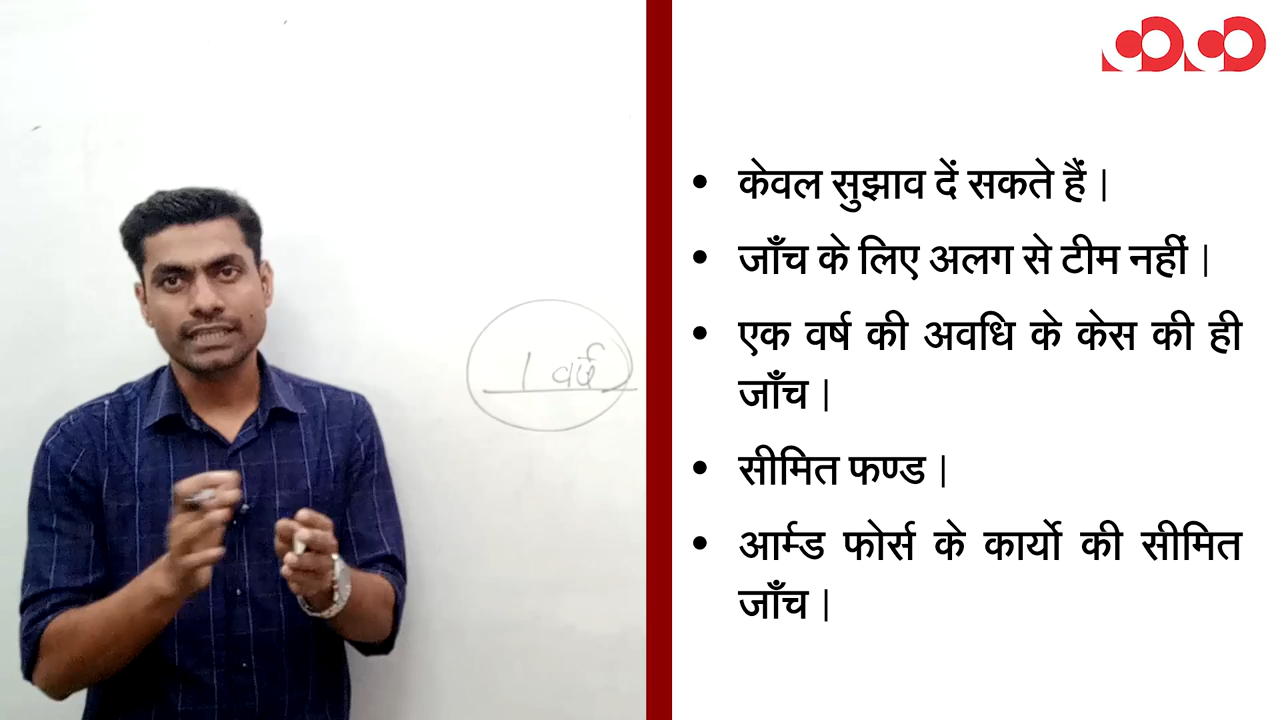 1 वर्ष
केवल सुझाव दें सकते हैं |
जाँच के लिए अलग से टीम नहीं |
एक वर्ष की अवधि के केस की ही
जाँच |
सीमित फण्ड |
आर्म्ड फोर्स के कार्यो की सीमित
जाँच |